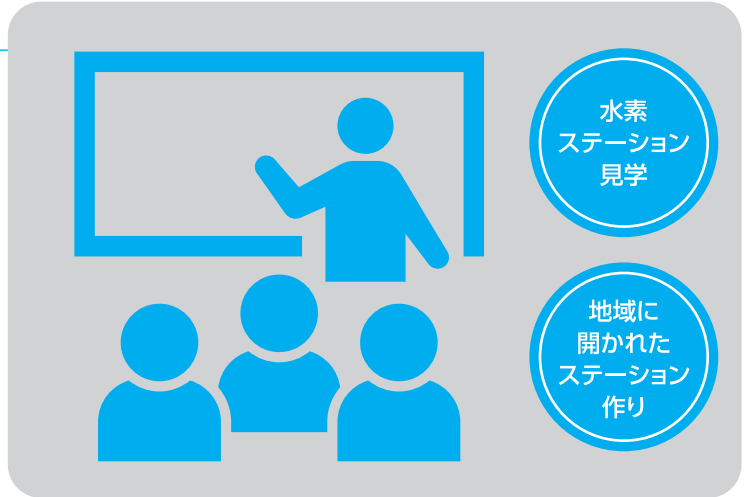 水素
ステーション
見学
地域に
開かれた
ステーション
作り